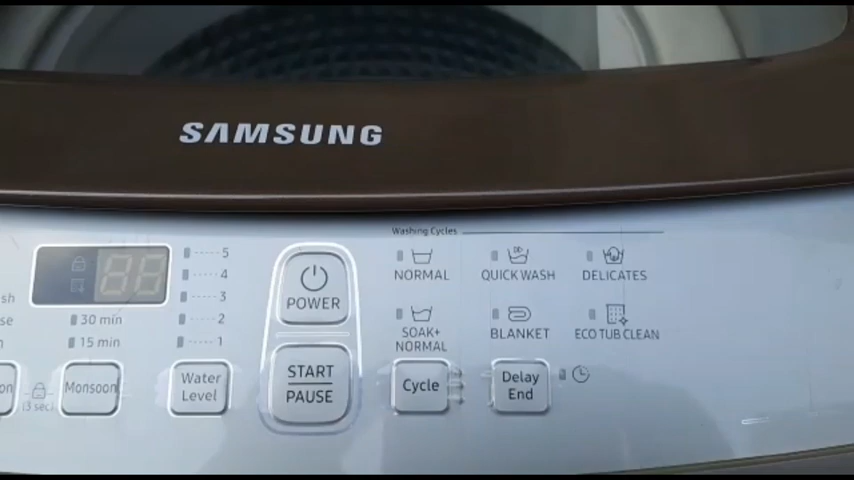 SAMSUNG
Washing Cycles
5
4
3
2
1
30 min
15 min
Monsoon
(3 sec)
Water
Level
POWER
START
PAUSE
NORMAL
QUICK WASH
DELICATES
SOAK+
NORMAL
BLANKET
ECO TUB CLEAN
Cycle
Delay
End